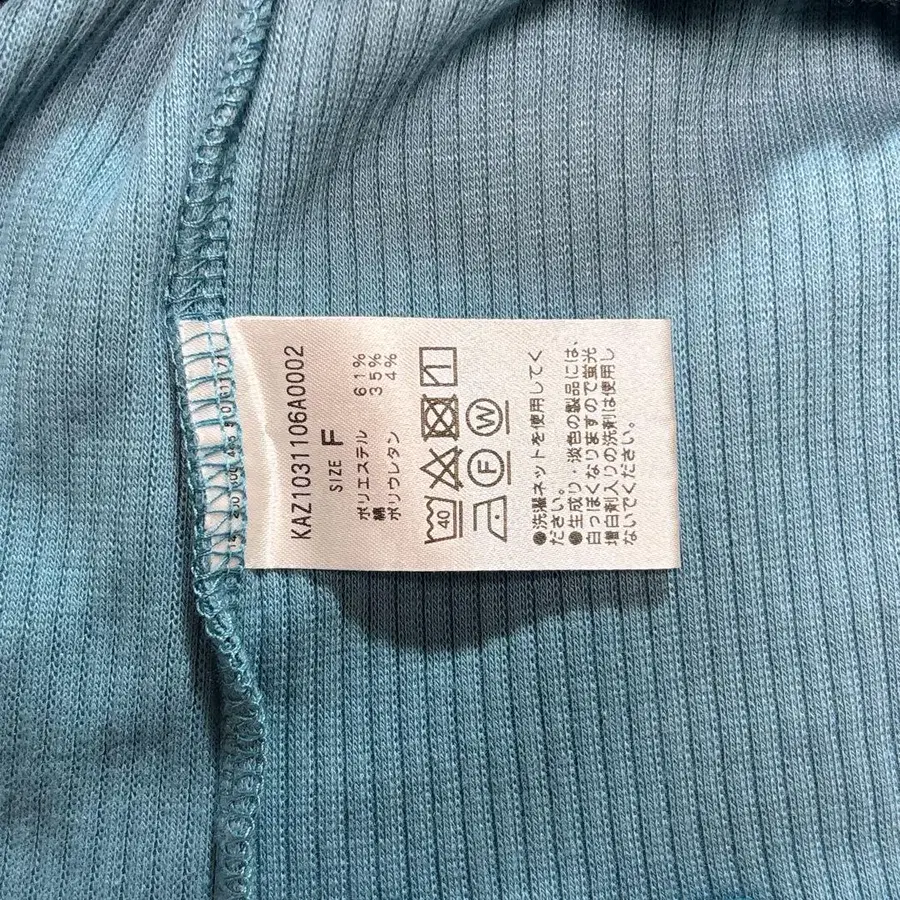 KAZ1031106A0002
SIZE F
ポリエステル 61%
綿 35%
ポリウレタン 4%
40
F W
●洗濯ネットを使用してく
ださい。
●生成り・淡色の製品には、
白っぽくなりますので蛍光
増白剤入りの洗剤は使用し
ないでください。